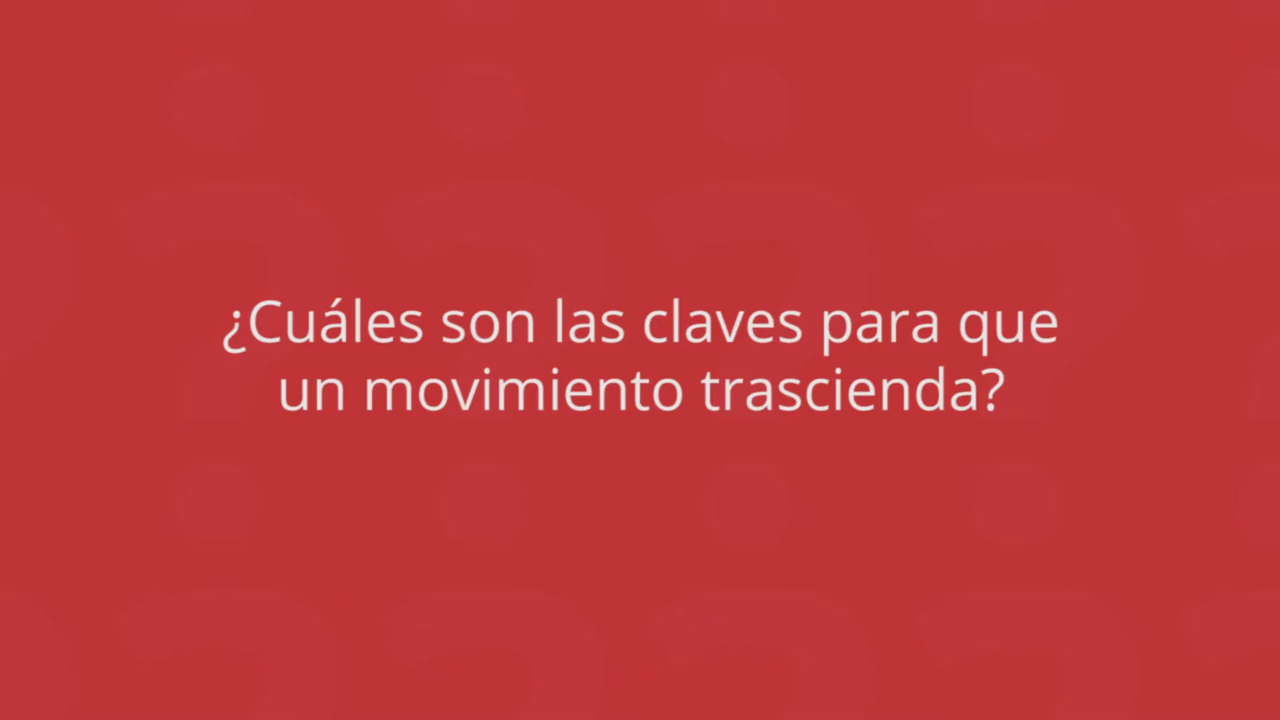 ¿Cuáles son las claves para que
un movimiento trascienda?